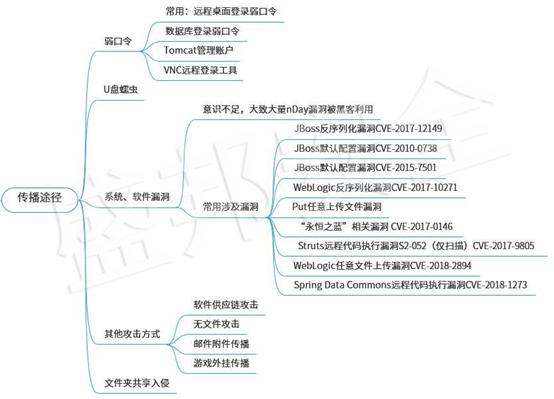 传播途径
弱口令
常用：远程桌面登录弱口令
数据库登录弱口令
Tomcat管理账户
VNC远程登录工具
U盘蠕虫
系统、软件漏洞
意识不足，大致大量nDay漏洞被黑客利用
常用涉及漏洞
JBoss反序列化漏洞CVE-2017-12149
JBoss默认配置漏洞CVE-2010-0738
JBoss默认配置漏洞CVE-2015-7501
WebLogic反序列化漏洞CVE-2017-10271
Put任意上传文件漏洞
“永恒之蓝”相关漏洞 CVE-2017-0146
Struts远程代码执行漏洞S2-052（仅扫描）CVE-2017-9805
WebLogic任意文件上传漏洞CVE-2018-2894
Spring Data Commons远程代码执行漏洞CVE-2018-1273
其他攻击方式
软件供应链攻击
无文件攻击
邮件附件传播
游戏外挂传播
文件夹共享入侵
盛邦安全